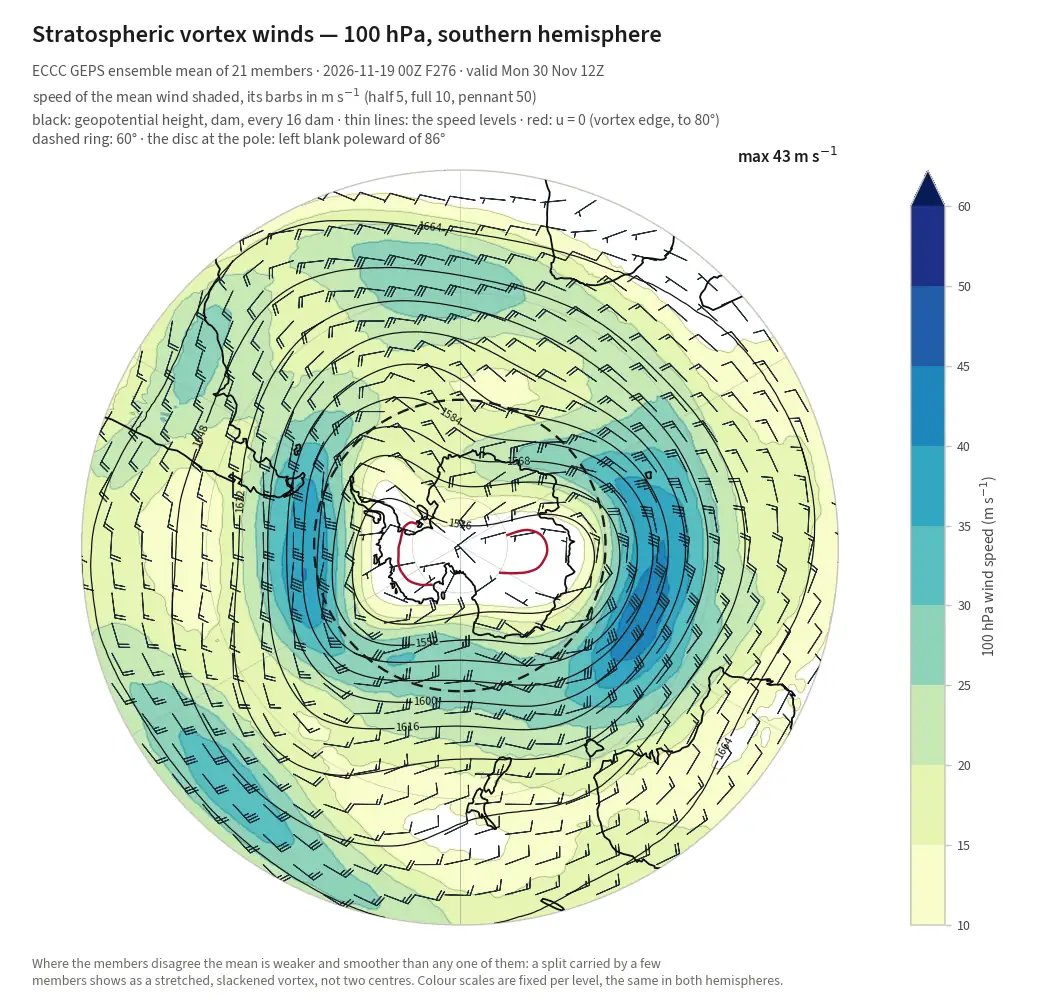 Stratospheric vortex winds — 100 hPa, southern hemisphere
ECCC GEPS ensemble mean of 21 members · 2026-11-19 00Z F276 · valid Mon 30 Nov 12Z
speed of the mean wind shaded, its barbs in m s⁻¹ (half 5, full 10, pennant 50)
black: geopotential height, dam, every 16 dam · thin lines: the speed levels · red: u = 0 (vortex edge, to 80°)
dashed ring: 60° · the disc at the pole: left blank poleward of 86°
max 43 m s⁻¹
60
50
45
40
35
30
25
20
15
10
100 hPa wind speed (m s⁻¹)
1664
1584
1568
1600
1616
1664
Where the members disagree the mean is weaker and smoother than any one of them: a split carried by a few
members shows as a stretched, slackened vortex, not two centres. Colour scales are fixed per level, the same in both hemispheres.